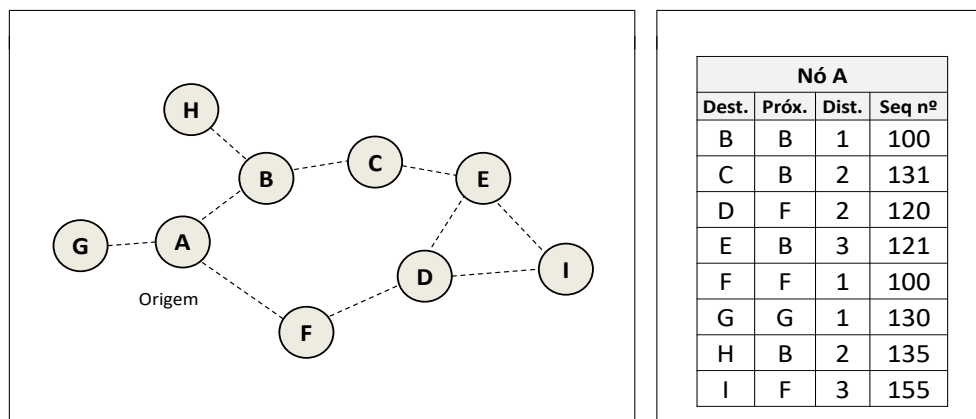 H
B
C
E
G
A
D
I
Origem
F
Nó A
Dest. Próx. Dist. Seq nº
B B 1 100
C B 2 131
D F 2 120
E B 3 121
F F 1 100
G G 1 130
H B 2 135
I F 3 155